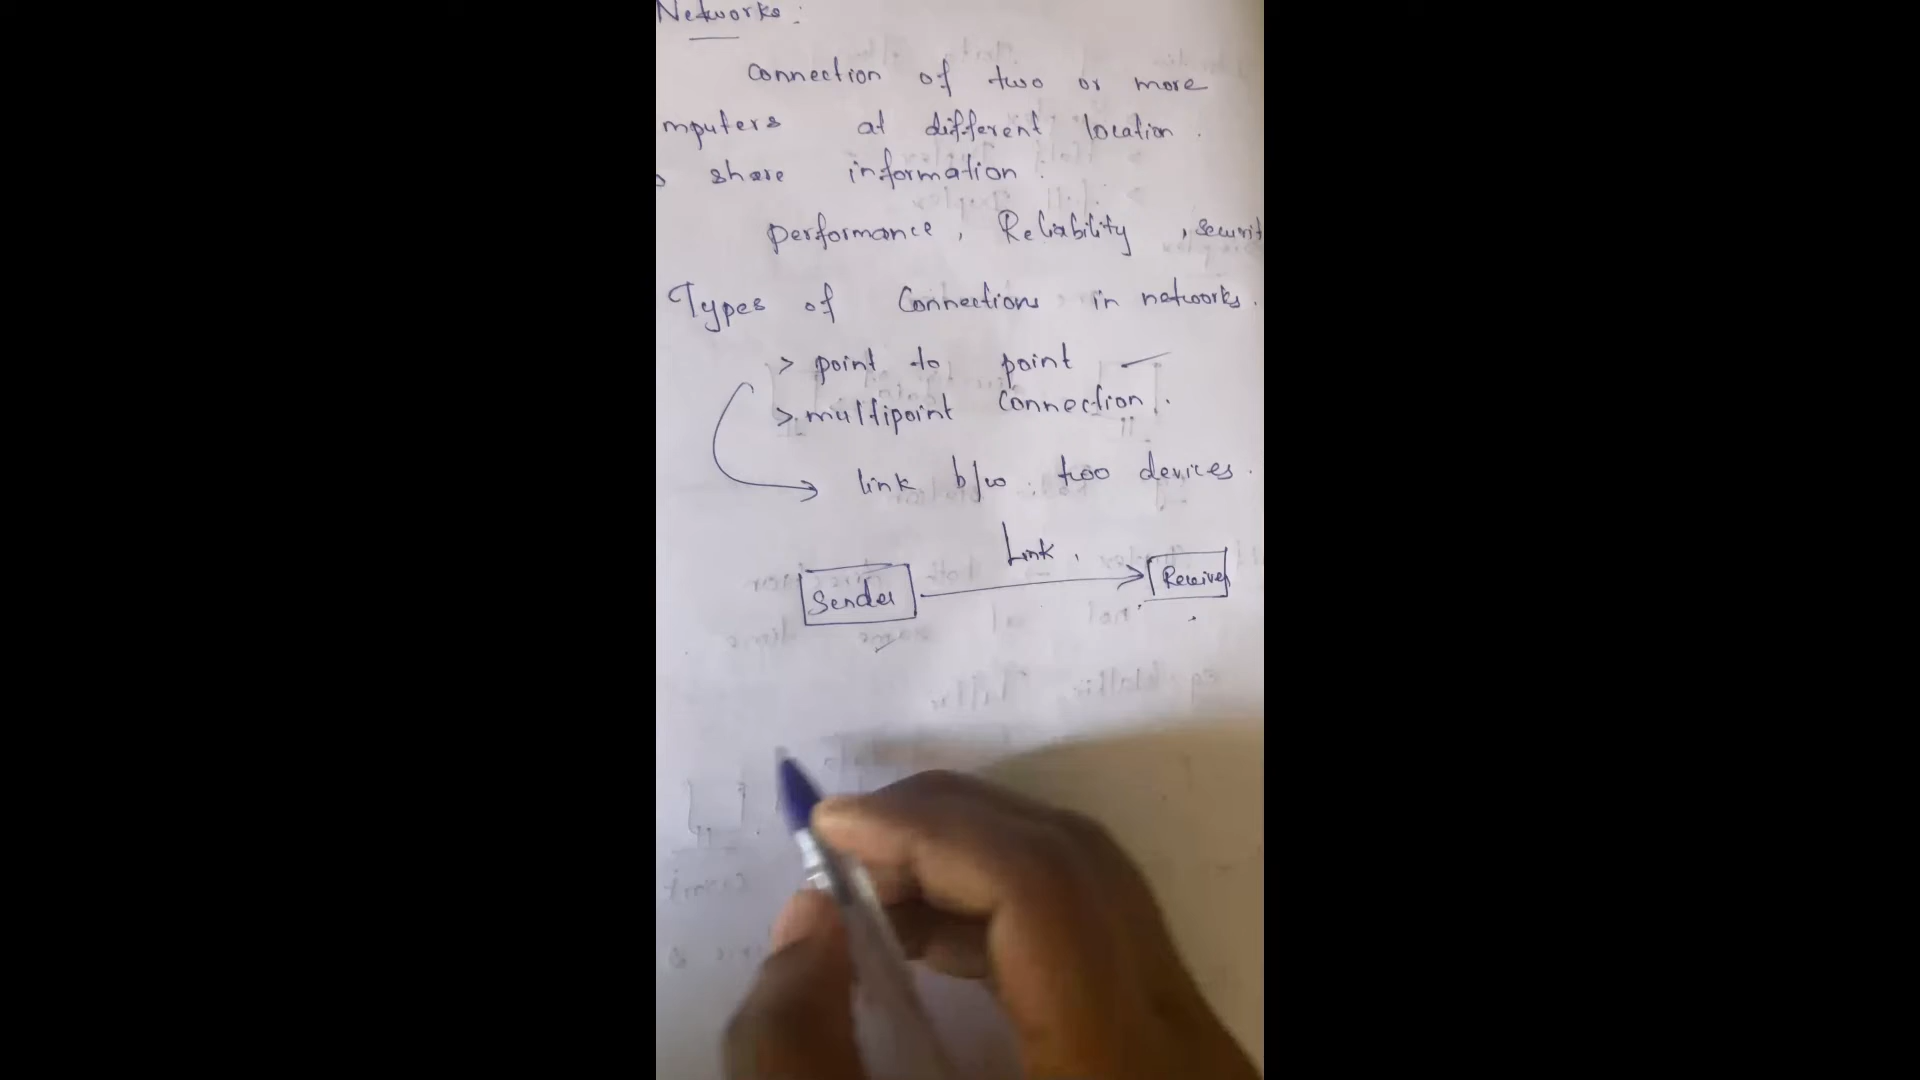 Networks:
Connection of two or more
mputers at different location.
o share information.
performance, Reliability, securit
Types of Connections in networks.
> point to point
> multipoint connection.
link b/w two devices.
Link.
Sender
Receiver